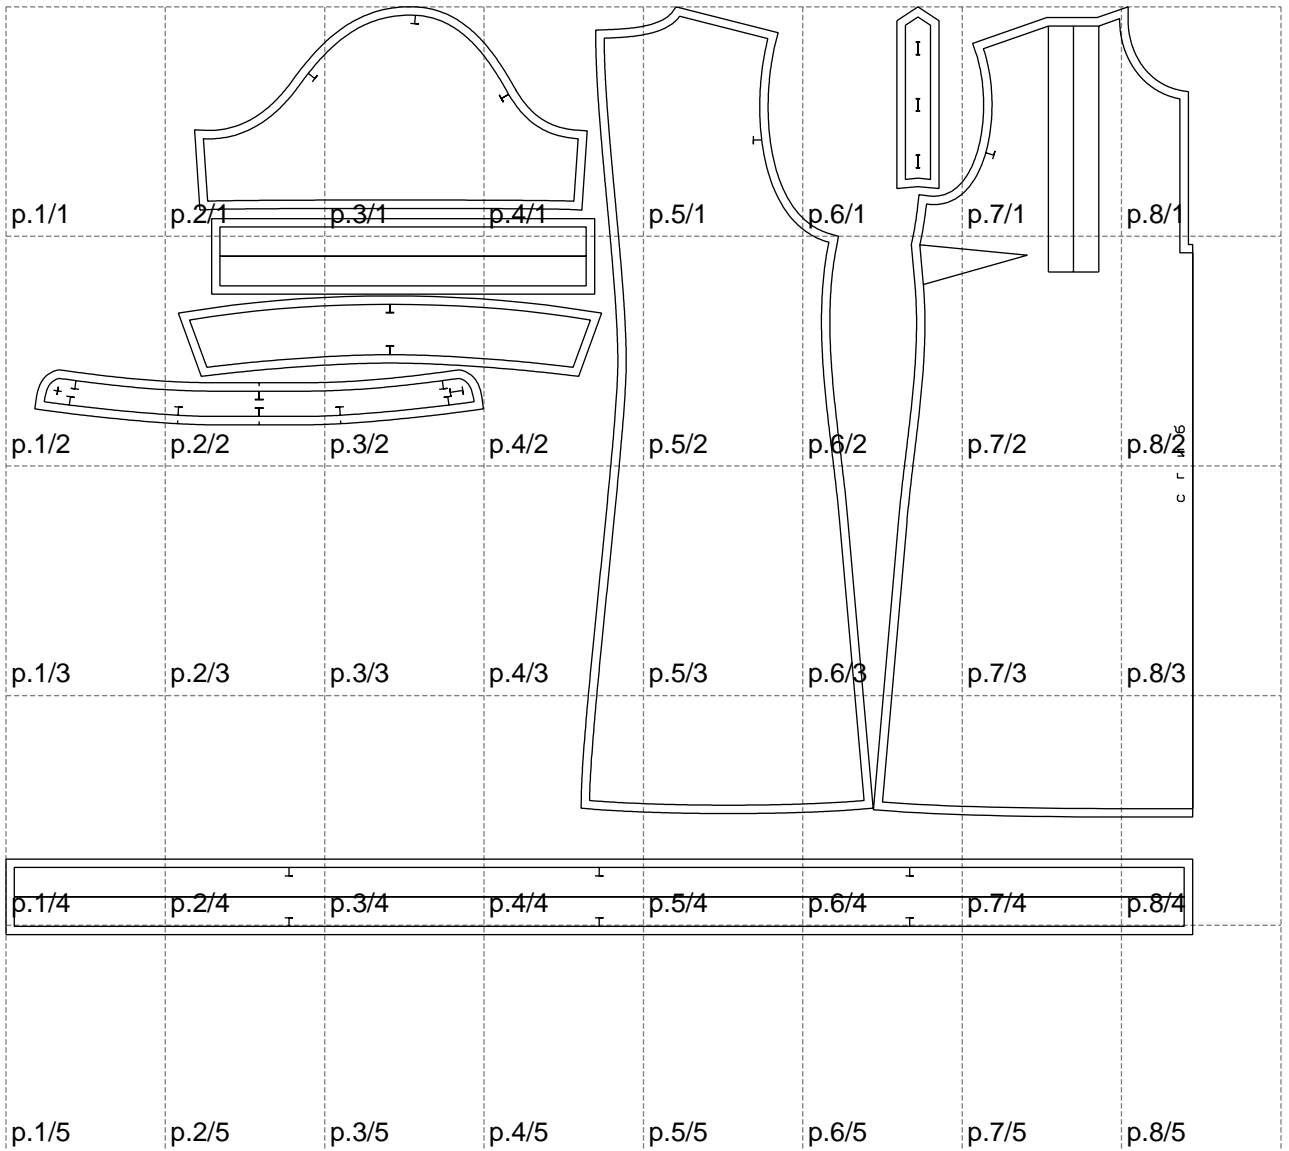 p.1/1 p.2/1 p.3/1 p.4/1 p.5/1 p.6/1 p.7/1 p.8/1
p.1/2 p.2/2 p.3/2 p.4/2 p.5/2 p.6/2 p.7/2 p.8/2
сгиб
p.1/3 p.2/3 p.3/3 p.4/3 p.5/3 p.6/3 p.7/3 p.8/3
p.1/4 p.2/4 p.3/4 p.4/4 p.5/4 p.6/4 p.7/4 p.8/4
p.1/5 p.2/5 p.3/5 p.4/5 p.5/5 p.6/5 p.7/5 p.8/5